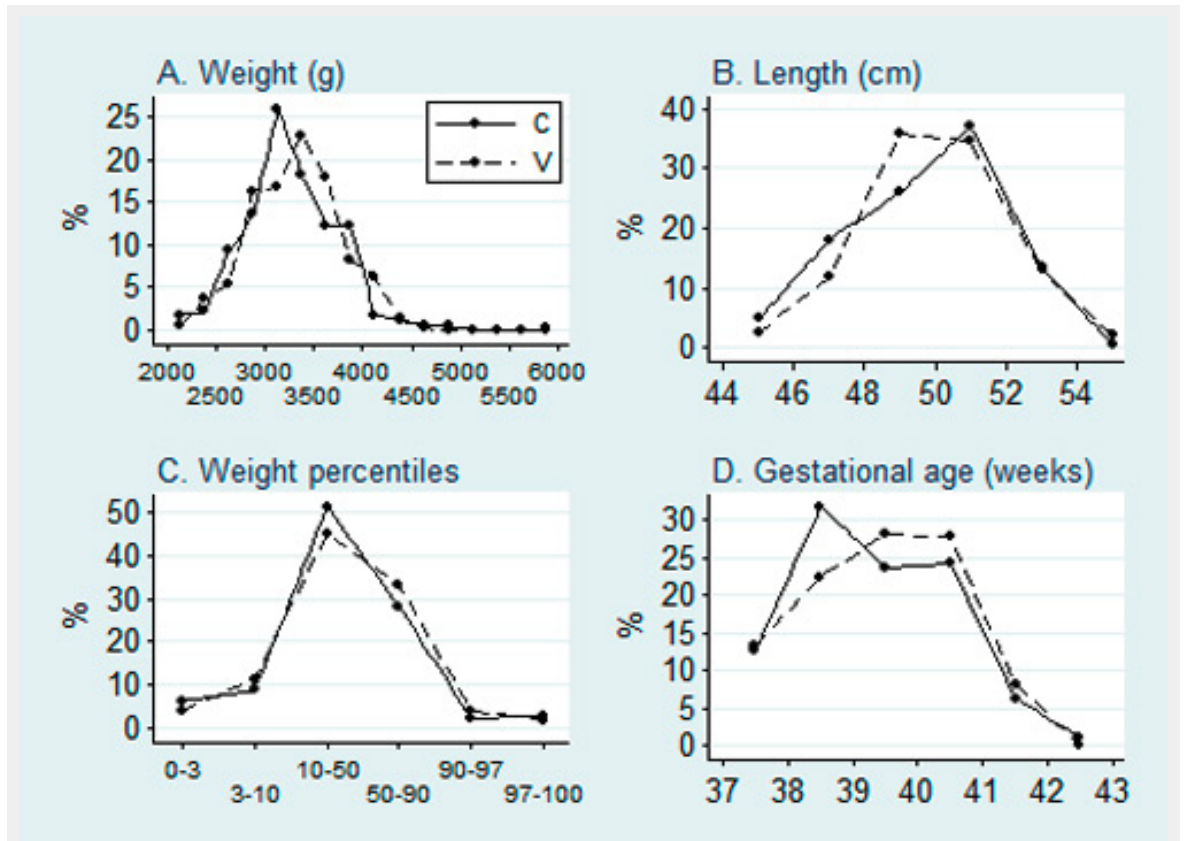 A. Weight (g)
25
20
15
10
5
0
%
C
V
2000 3000 4000 5000 6000
2500 3500 4500 5500
B. Length (cm)
40
30
20
10
0
%
44 46 48 50 52 54
C. Weight percentiles
50
40
30
20
10
0
%
0-3 10-50 90-97
3-10 50-90 97-100
D. Gestational age (weeks)
30
25
20
15
10
5
0
%
37 38 39 40 41 42 43